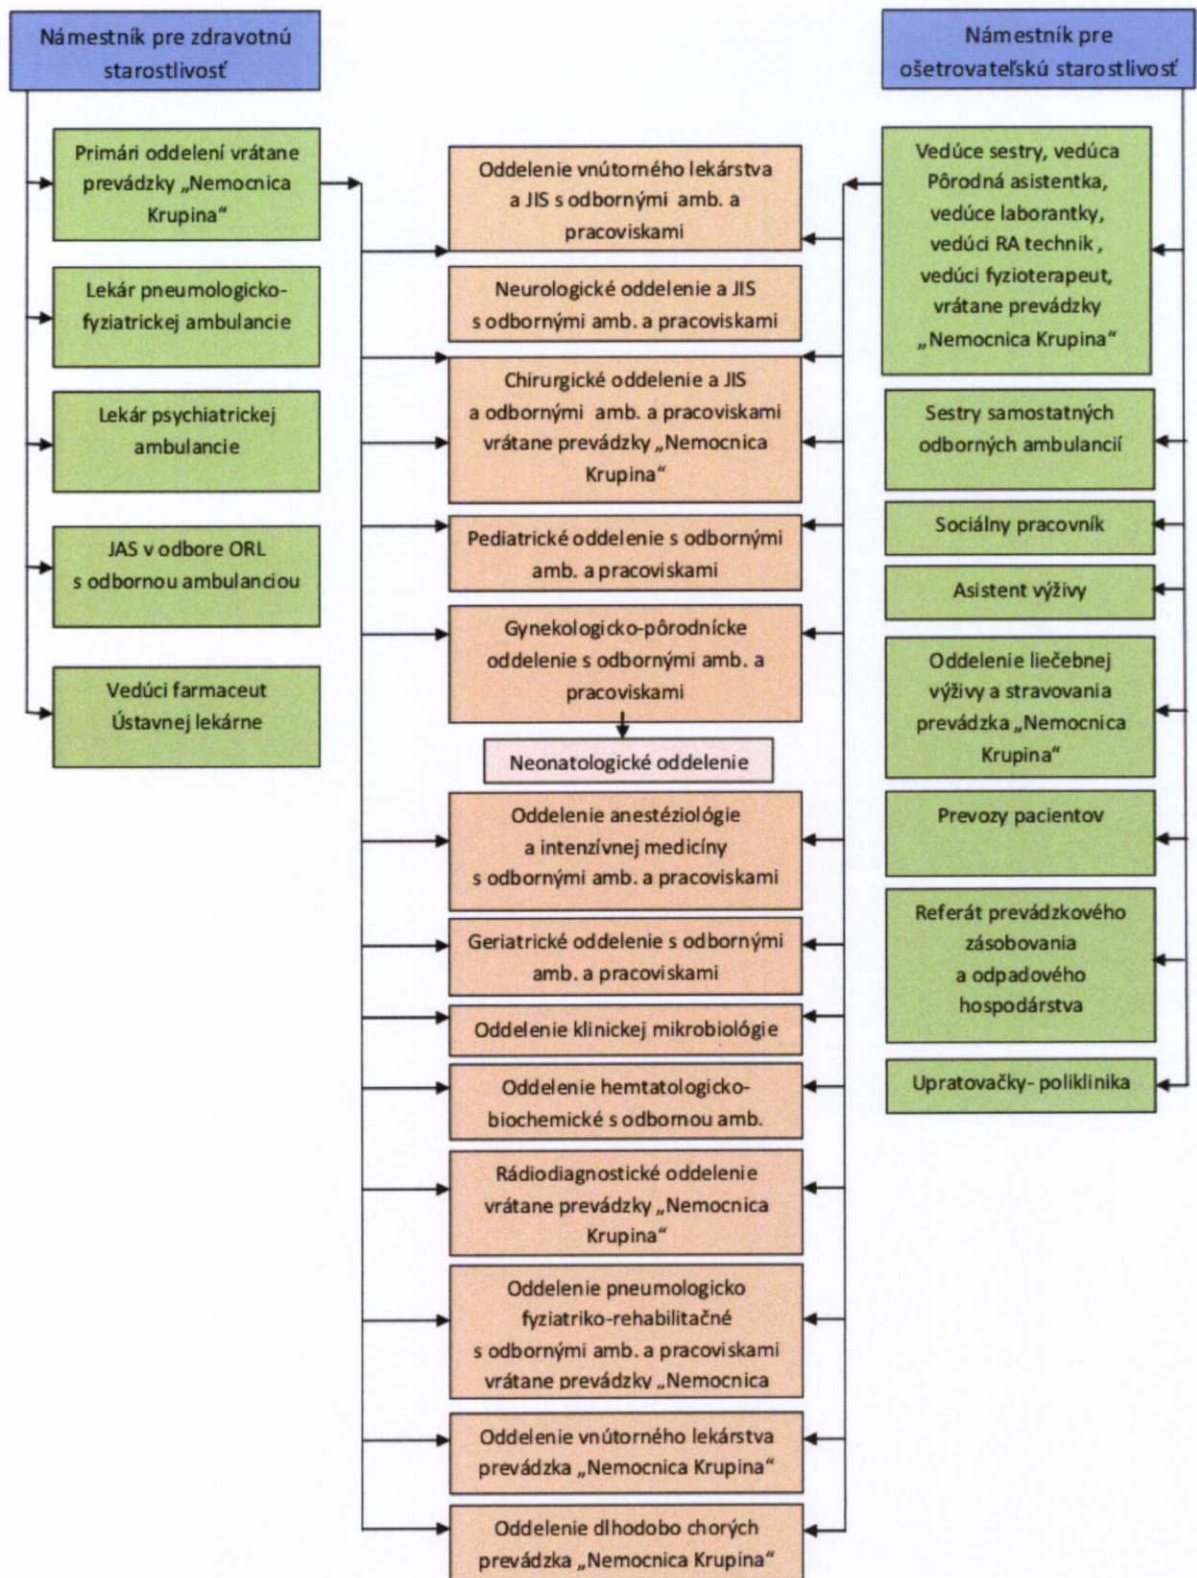 Námestník pre zdravotnú
starostlivosť
Primári oddelení vrátane
prevádzky „Nemocnica
Krupina“
Lekár pneumologicko-
fyziatrickej ambulancie
Lekár psychiatrickej
ambulancie
JAS v odbore ORL
s odbornou ambulanciou
Vedúci farmaceut
Ústavnej lekárne
Oddelenie vnútorného lekárstva
a JIS s odbornými amb. a
pracoviskami
Neurologické oddelenie a JIS
s odbornými amb. a pracoviskami
Chirurgické oddelenie a JIS
a odbornými amb. a pracoviskami
vrátane prevádzky „Nemocnica
Krupina“
Pediatrické oddelenie s odbornými
amb. a pracoviskami
Gynekologicko-pôrodnícke
oddelenie s odbornými amb. a
pracoviskami
Neonatologické oddelenie
Oddelenie anestéziológie
a intenzívnej medicíny
s odbornými amb. a pracoviskami
Geriatrické oddelenie s odbornými
amb. a pracoviskami
Oddelenie klinickej mikrobiológie
Oddelenie hemtatologicko-
biochemické s odbornou amb.
Rádiodiagnostické oddelenie
vrátane prevádzky „Nemocnica
Krupina“
Oddelenie pneumologicko
fyziatriko-rehabilitačné
s odbornými amb. a pracoviskami
vrátane prevádzky „Nemocnica
Oddelenie vnútorného lekárstva
prevádzka „Nemocnica Krupina“
Oddelenie dlhodobo chorých
prevádzka „Nemocnica Krupina“
Námestník pre
ošetrovateľskú starostlivosť
Vedúce sestry, vedúca
Pôrodná asistentka,
vedúce laborantky,
vedúci RA technik ,
vedúci fyzioterapeut,
vrátane prevádzky
„Nemocnica Krupina“
Sestry samostatných
odborných ambulancií
Sociálny pracovník
Asistent výživy
Oddelenie liečebnej
výživy a stravovania
prevádzka „Nemocnica
Krupina“
Prevozy pacientov
Referát prevádzkového
zásobovania
a odpadového
hospodárstva
Upratovačky- poliklinika